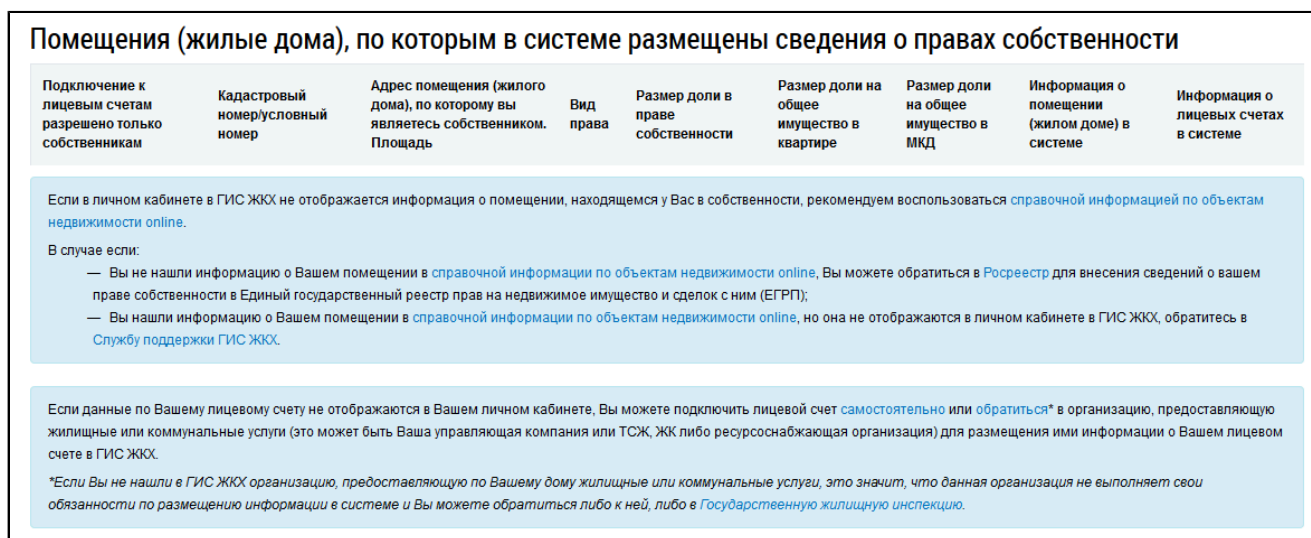 Помещения (жилые дома), по которым в системе размещены сведения о правах собственности
Подключение к
лицевым счетам
разрешено только
собственникам
Кадастровый
номер/условный
номер
Адрес помещения (жилого
дома), по которому вы
являетесь собственником.
Площадь
Вид
права
Размер доли в
праве
собственности
Размер доли на
общее
имущество в
квартире
Размер доли
на общее
имущество в
МКД
Информация о
помещении
(жилом доме) в
системе
Информация о
лицевых счетах
в системе
Если в личном кабинете в ГИС ЖКХ не отображается информация о помещении, находящемся у Вас в собственности, рекомендуем воспользоваться справочной информацией по объектам
недвижимости online.
В случае если:
— Вы не нашли информацию о Вашем помещении в справочной информации по объектам недвижимости online, Вы можете обратиться в Росреестр для внесения сведений о вашем
праве собственности в Единый государственный реестр прав на недвижимое имущество и сделок с ним (ЕГРП);
— Вы нашли информацию о Вашем помещении в справочной информации по объектам недвижимости online, но она не отображаются в личном кабинете в ГИС ЖКХ, обратитесь в
Службу поддержки ГИС ЖКХ.
Если данные по Вашему лицевому счету не отображаются в Вашем личном кабинете, Вы можете подключить лицевой счет самостоятельно или обратиться* в организацию, предоставляющую
жилищные или коммунальные услуги (это может быть Ваша управляющая компания или ТСЖ, ЖК либо ресурсоснабжающая организация) для размещения ими информации о Вашем лицевом
счете в ГИС ЖКХ.
*Если Вы не нашли в ГИС ЖКХ организацию, предоставляющую по Вашему дому жилищные или коммунальные услуги, это значит, что данная организация не выполняет свои
обязанности по размещению информации в системе и Вы можете обратиться либо к ней, либо в Государственную жилищную инспекцию.